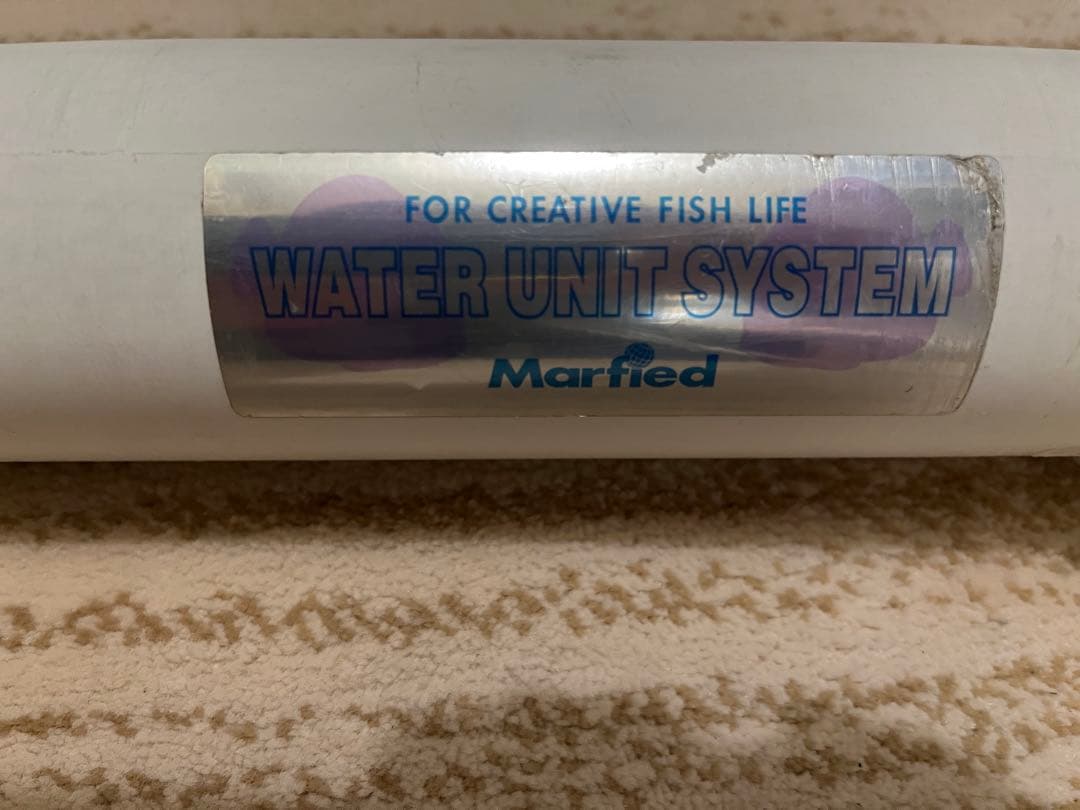 FOR CREATIVE FISH LIFE
WATER UNIT SYSTEM
Marfied